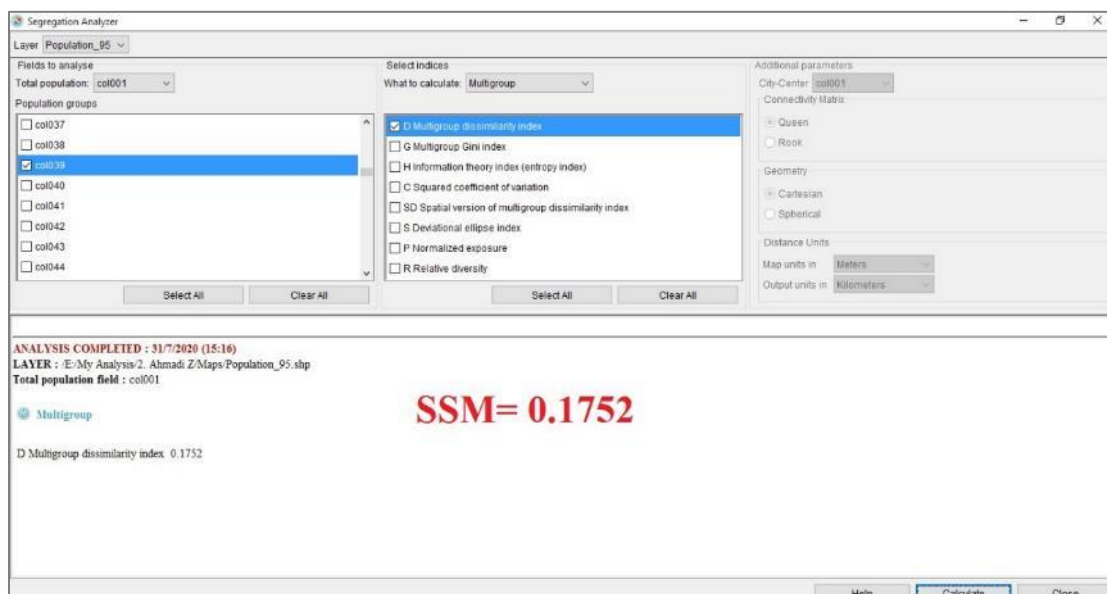 Segregation Analyzer
Layer Population_95
Fields to analyse
Total population: col001
Population groups
col037
col038
col039
col040
col041
col042
col043
col044
Select All Clear All
Select indices
What to calculate: Multigroup
D Multigroup dissimilarity index
G Multigroup Gini index
H Information theory index (entropy index)
C Squared coefficient of variation
SD Spatial version of multigroup dissimilarity index
S Deviational ellipse index
P Normalized exposure
R Relative diversity
Select All Clear All
Additional parameters
City-Center col001
Connectivity Matrix
Queen
Rook
Geometry
Cartesian
Spherical
Distance Units
Map units in Meters
Output units in Kilometers
ANALYSIS COMPLETED : 31/7/2020 (15:16)
LAYER : /E:/My Analysis/2. Ahmadi Z/Maps/Population_95.shp
Total population field : col001
Multigroup
SSM= 0.1752
D Multigroup dissimilarity index 0.1752
Help Calculate Close